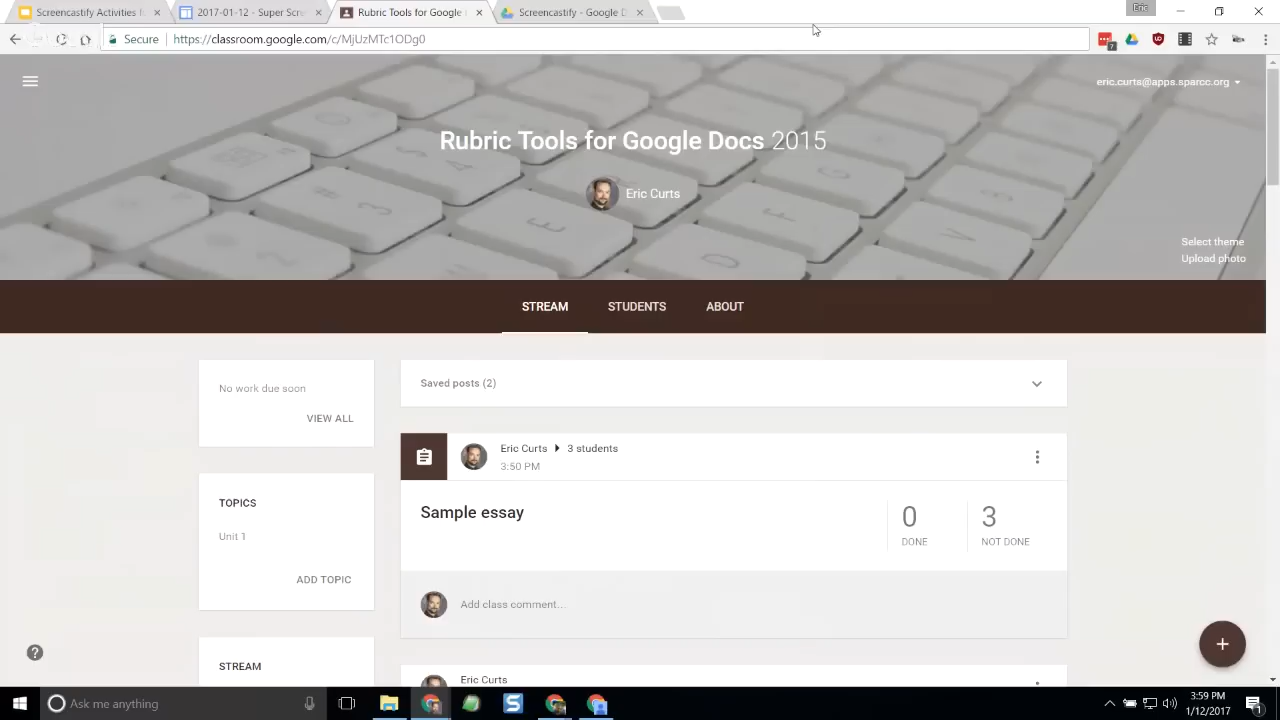 Screencastify Activities f
2017-01-12 - Super Scre
Rubric Tools for Google
Screencastify - Google D
Eric
Secure
https://classroom.google.com/c/MjUzMTc1ODg0
7
eric.curts@apps.sparcc.org
Rubric Tools for Google Docs 2015
Eric Curts
Select theme
Upload photo
STREAM
STUDENTS
ABOUT
No work due soon
VIEW ALL
Saved posts (2)
Eric Curts
3 students
3:50 PM
TOPICS
Unit 1
ADD TOPIC
Sample essay
0
DONE
3
NOT DONE
Add class comment...
STREAM
Eric Curts
Ask me anything
3:59 PM
1/12/2017
1